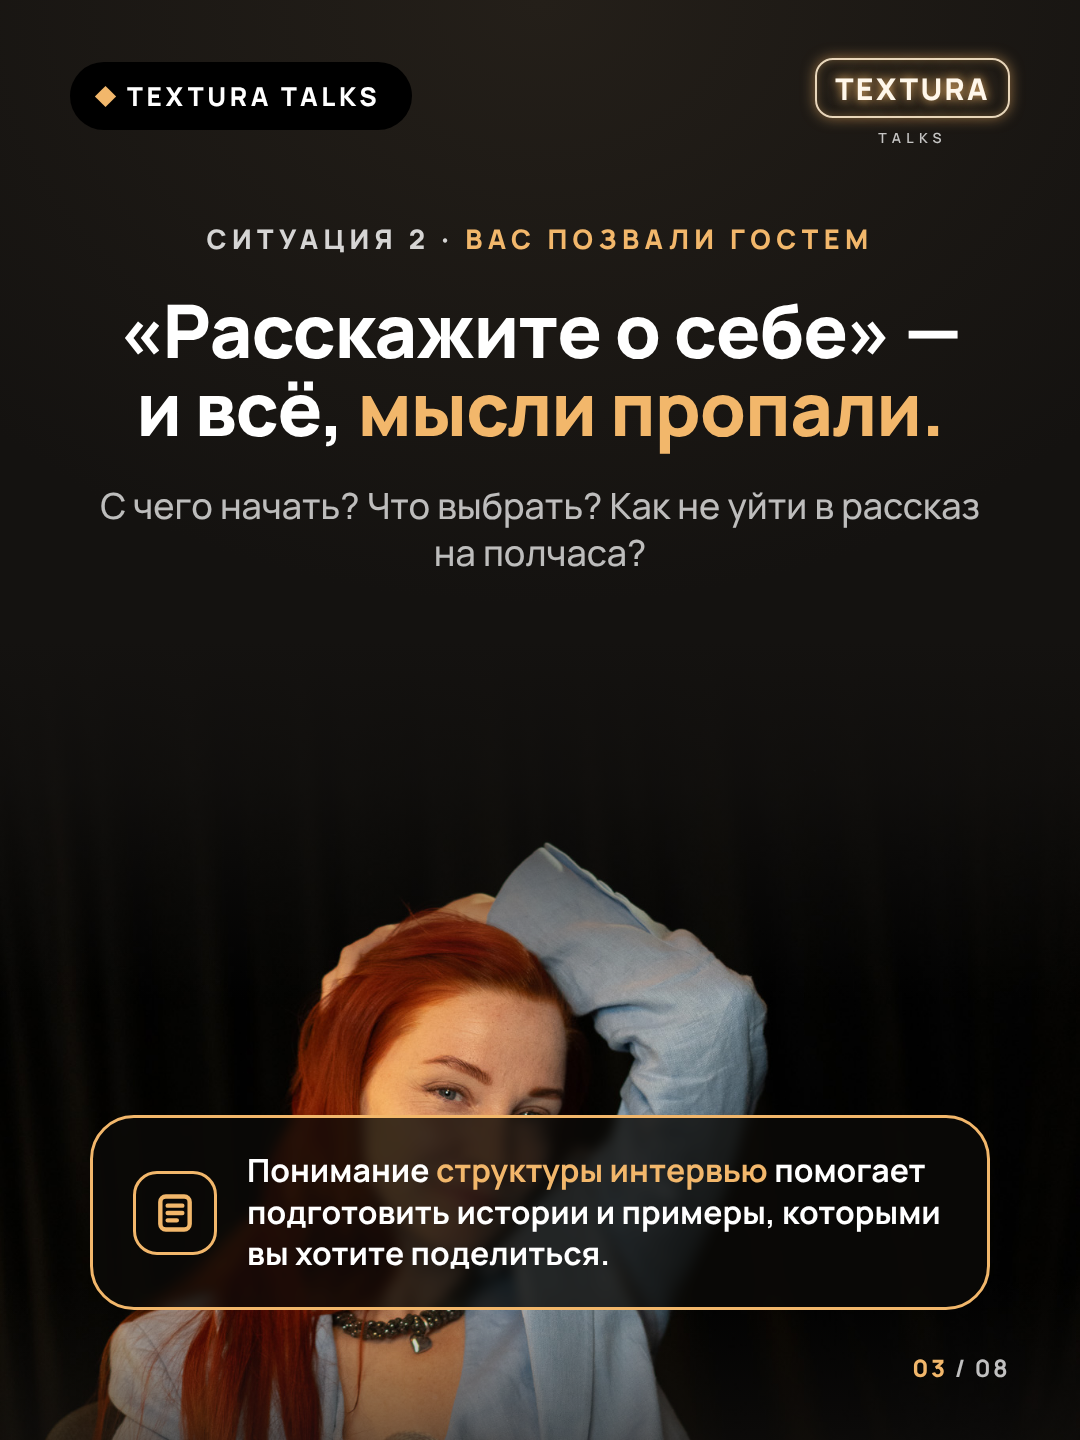 TEXTURA TALKS
TEXTURA
TALKS
СИТУАЦИЯ 2 · ВАС ПОЗВАЛИ ГОСТЕМ
«Расскажите о себе» —
и всё, мысли пропали.
С чего начать? Что выбрать? Как не уйти в рассказ
на полчаса?
Понимание структуры интервью помогает
подготовить истории и примеры, которыми
вы хотите поделиться.
03 / 08